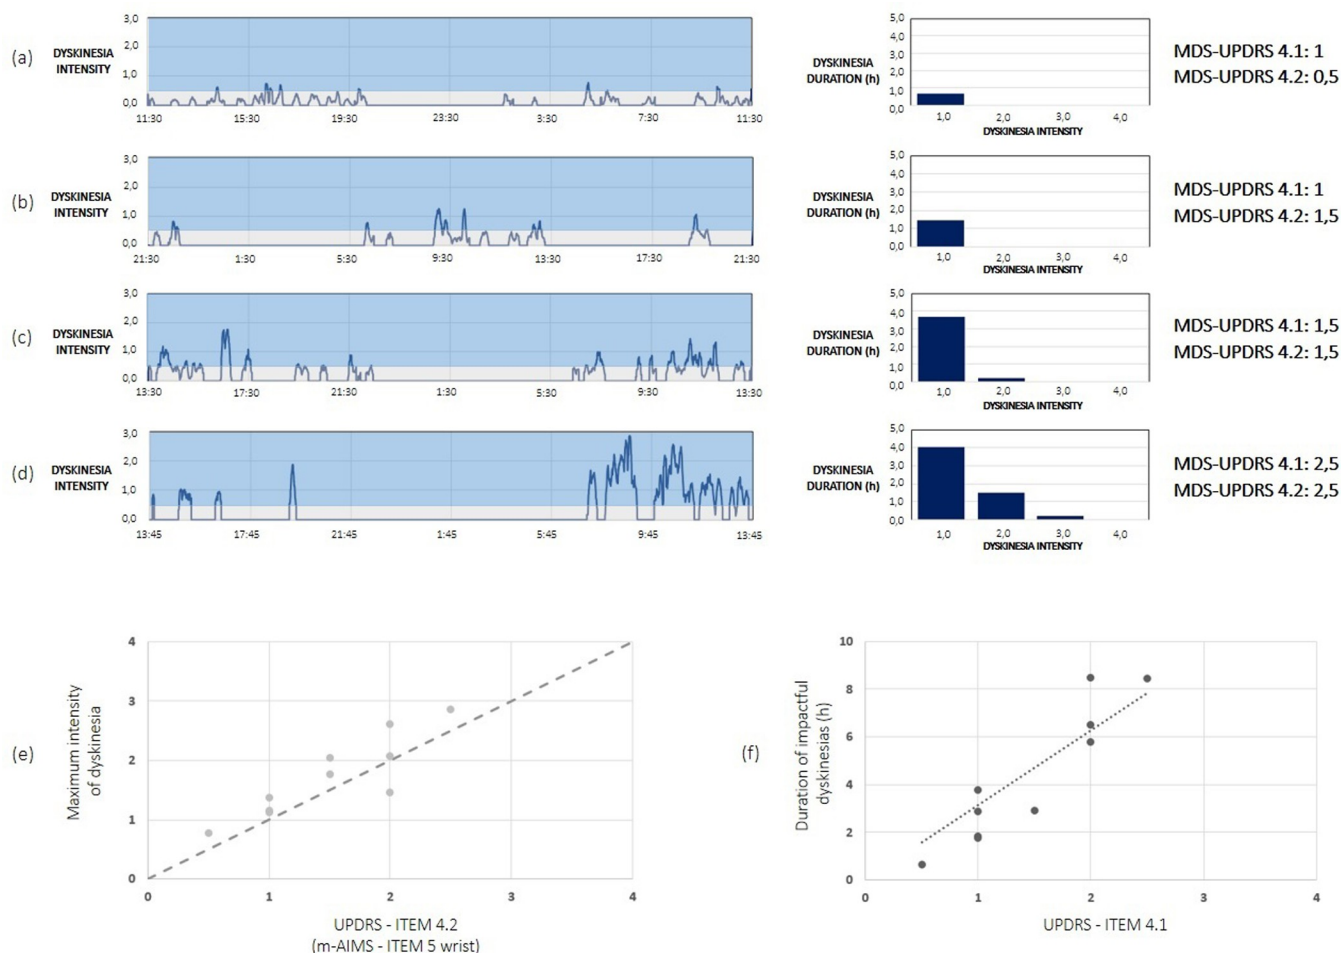 (a)
DYSKINESIA
INTENSITY
3,0
2,0
1,0
0,0
11:30 15:30 19:30 23:30 3:30 7:30 11:30
DYSKINESIA
DURATION (h)
5,0
4,0
3,0
2,0
1,0
0,0
1,0 2,0 3,0 4,0
DYSKINESIA INTENSITY
MDS-UPDRS 4.1: 1
MDS-UPDRS 4.2: 0,5
(b)
DYSKINESIA
INTENSITY
3,0
2,0
1,0
0,0
21:30 1:30 5:30 9:30 13:30 17:30 21:30
DYSKINESIA
DURATION (h)
5,0
4,0
3,0
2,0
1,0
0,0
1,0 2,0 3,0 4,0
DYSKINESIA INTENSITY
MDS-UPDRS 4.1: 1
MDS-UPDRS 4.2: 1,5
(c)
DYSKINESIA
INTENSITY
3,0
2,0
1,0
0,0
13:30 17:30 21:30 1:30 5:30 9:30 13:30
DYSKINESIA
DURATION (h)
5,0
4,0
3,0
2,0
1,0
0,0
1,0 2,0 3,0 4,0
DYSKINESIA INTENSITY
MDS-UPDRS 4.1: 1,5
MDS-UPDRS 4.2: 1,5
(d)
DYSKINESIA
INTENSITY
3,0
2,0
1,0
0,0
13:45 17:45 21:45 1:45 5:45 9:45 13:45
DYSKINESIA
DURATION (h)
5,0
4,0
3,0
2,0
1,0
0,0
1,0 2,0 3,0 4,0
DYSKINESIA INTENSITY
MDS-UPDRS 4.1: 2,5
MDS-UPDRS 4.2: 2,5
(e)
Maximum intensity
of dyskinesia
4
3
2
1
0
0 1 2 3 4
UPDRS - ITEM 4.2
(m-AIMS - ITEM 5 wrist)
(f)
Duration of impactful
dyskinesias (h)
10
8
6
4
2
0
0 1 2 3 4
UPDRS - ITEM 4.1